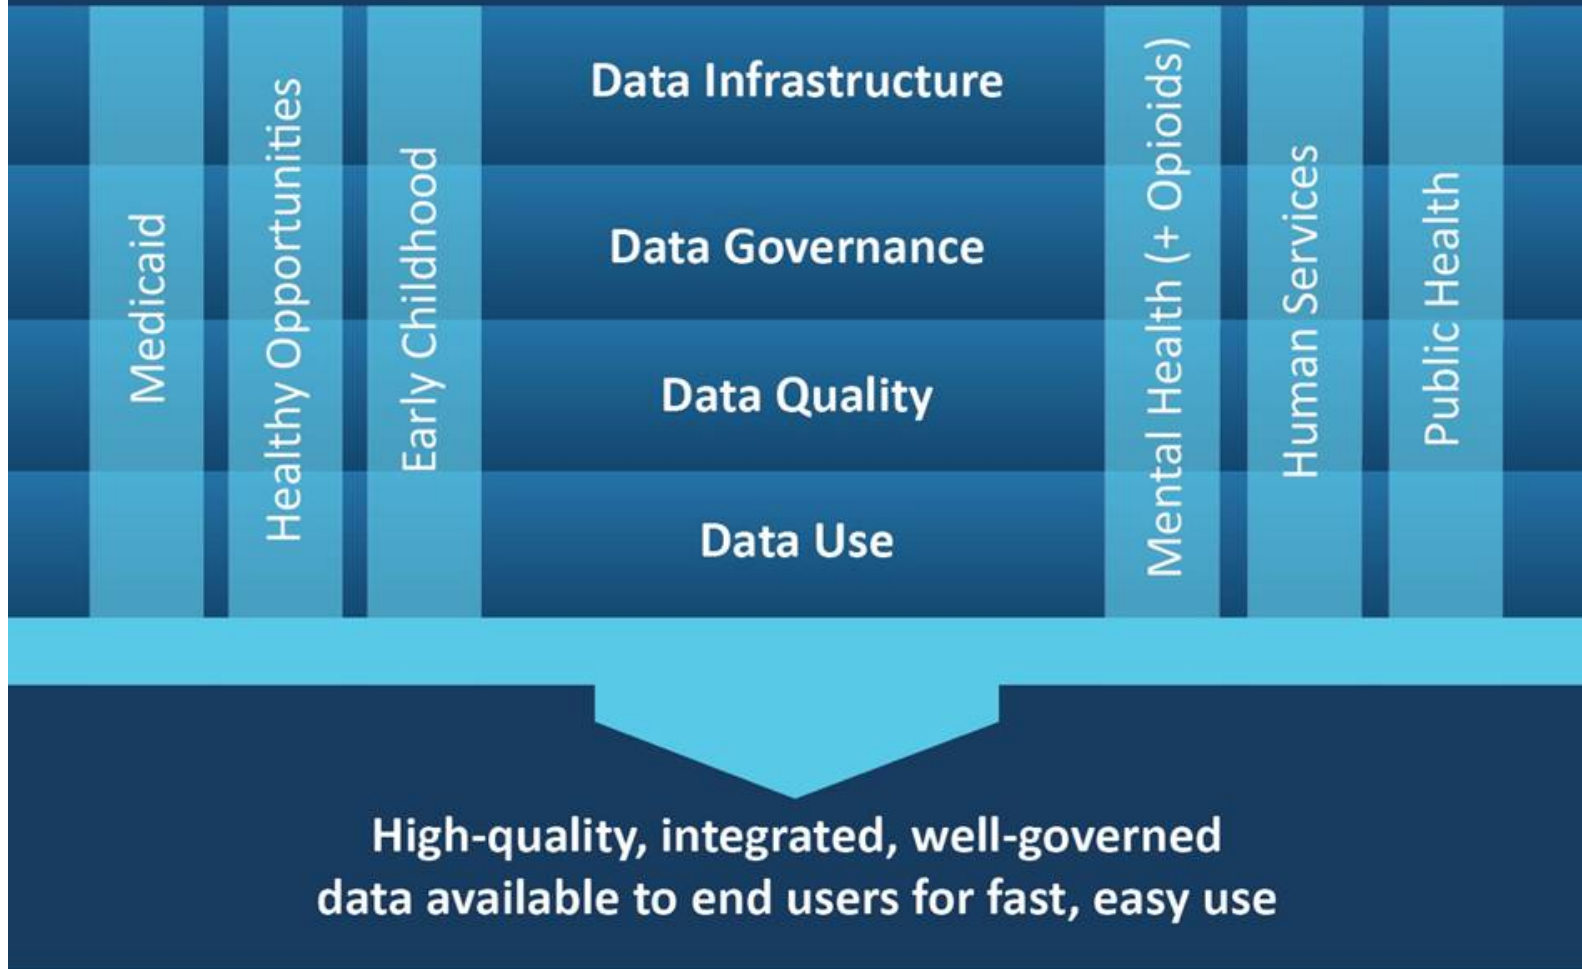 Medicaid
Healthy Opportunities
Early Childhood
Data Infrastructure
Data Governance
Data Quality
Data Use
Mental Health (+ Opioids)
Human Services
Public Health
High-quality, integrated, well-governed
data available to end users for fast, easy use